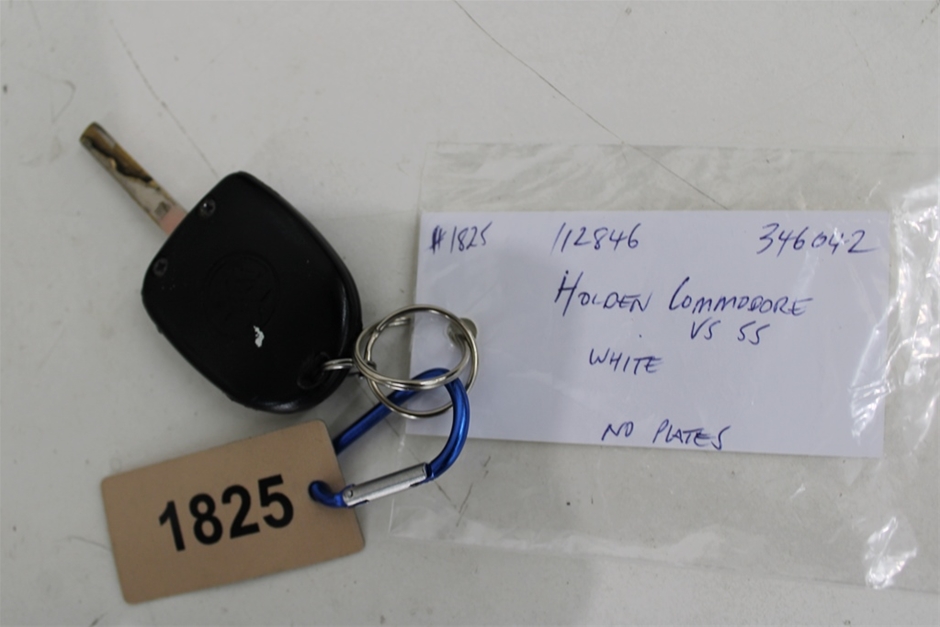 #1825 112846 346042
HOLDEN COMMODORE
VS SS
WHITE
NO PLATES
1825